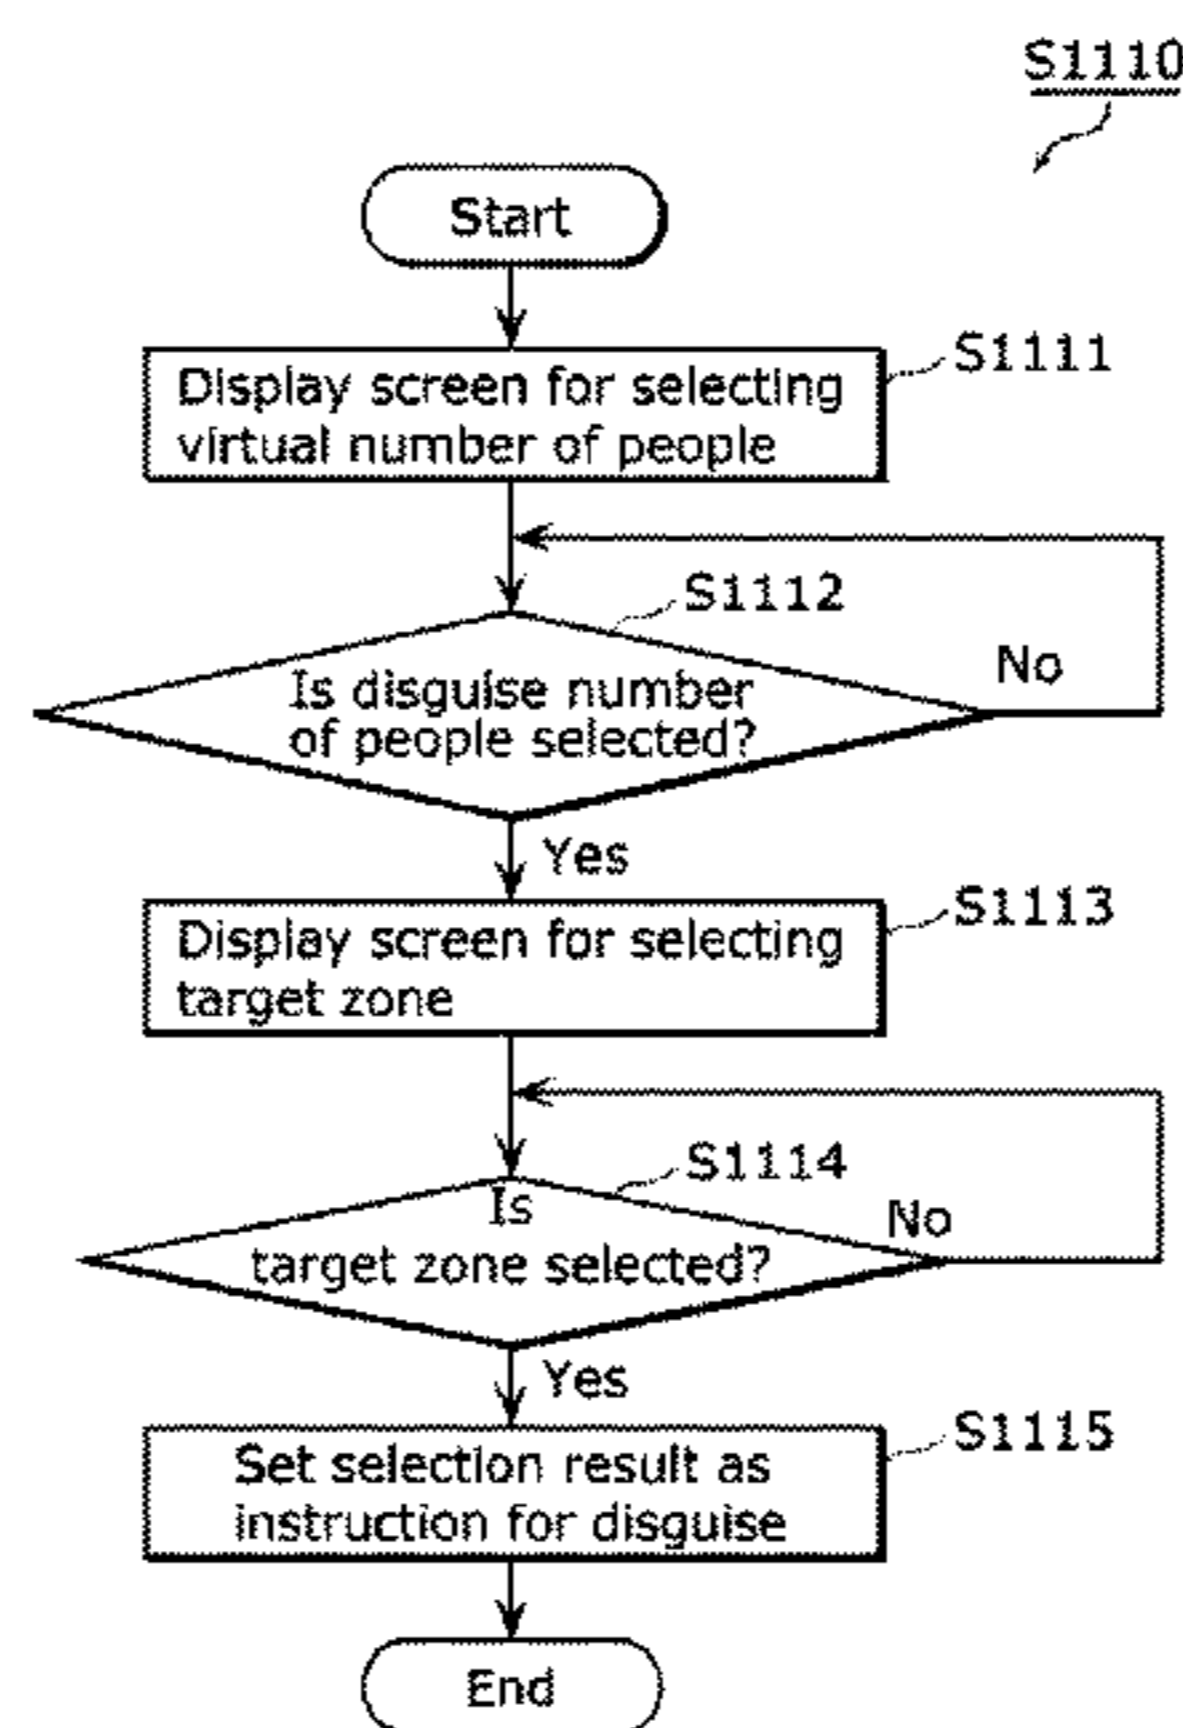 S1110
Start
S1111
Display screen for selecting
virtual number of people
S1112
No
Is disguise number
of people selected?
Yes
S1113
Display screen for selecting
target zone
S1114
Is
No
target zone selected?
Yes
S1115
Set selection result as
instruction for disguise
End